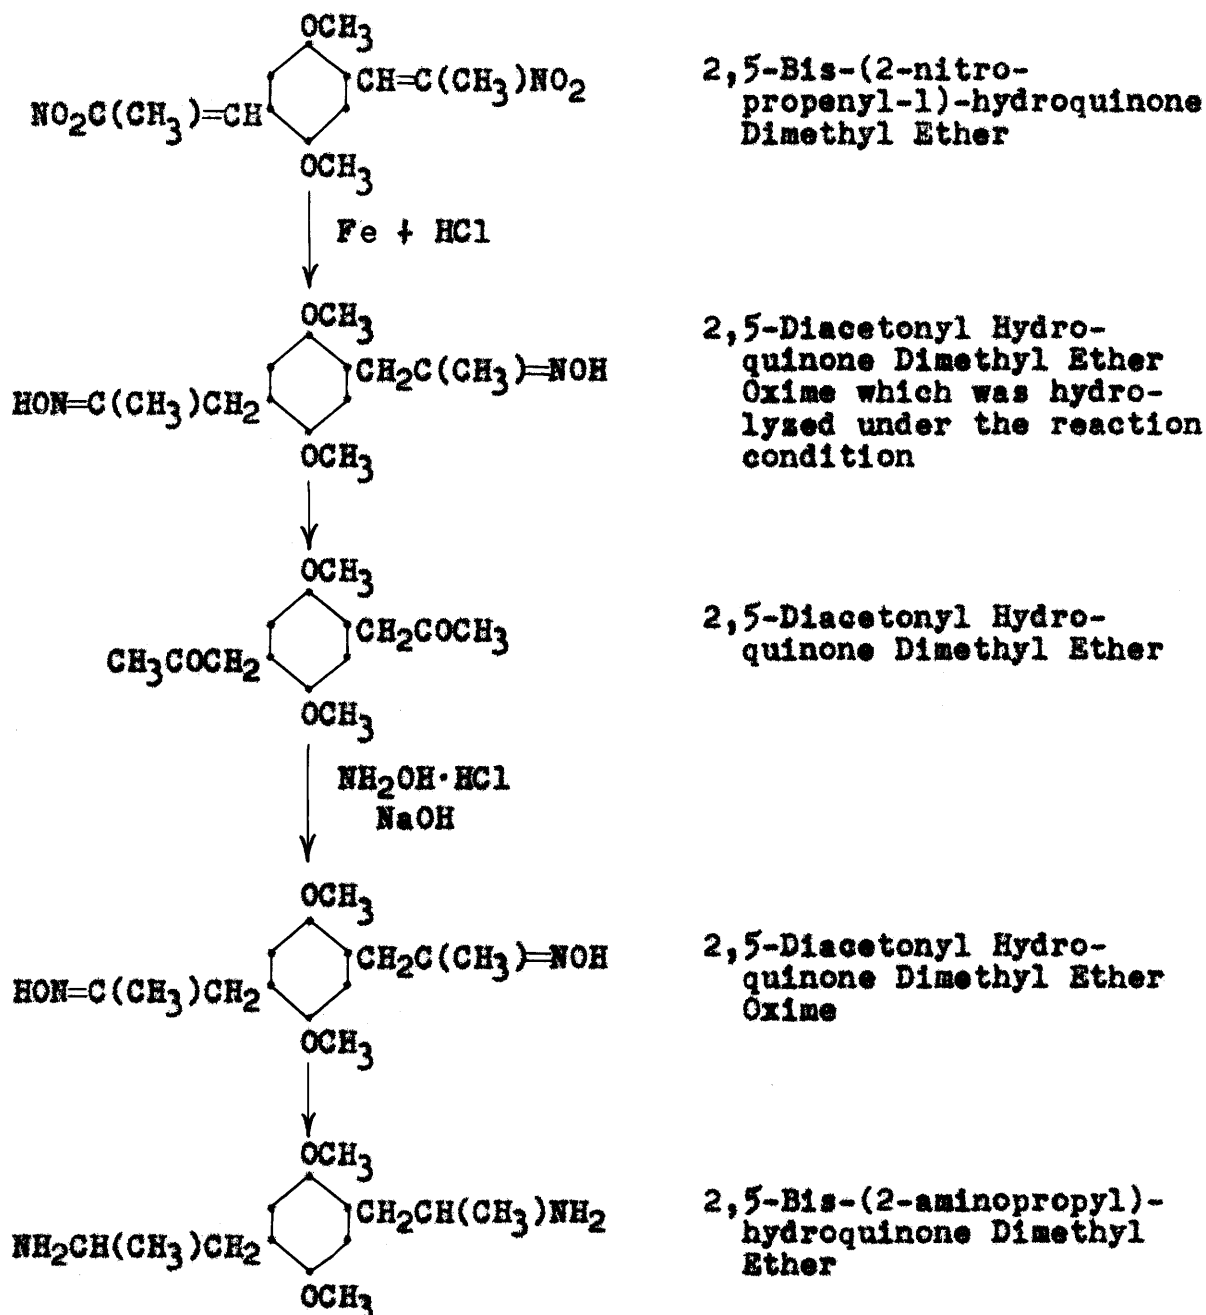 OCH3
CH=C(CH3)NO2
NO2C(CH3)=CH
OCH3
2,5-Bis-(2-nitro-
propenyl-1)-hydroquinone
Dimethyl Ether
Fe + HCl
OCH3
CH2C(CH3)=NOH
HON=C(CH3)CH2
OCH3
2,5-Diacetonyl Hydro-
quinone Dimethyl Ether
Oxime which was hydro-
lyzed under the reaction
condition
OCH3
CH2COCH3
CH3COCH2
OCH3
2,5-Diacetonyl Hydro-
quinone Dimethyl Ether
NH2OH·HCl
NaOH
OCH3
CH2C(CH3)=NOH
HON=C(CH3)CH2
OCH3
2,5-Diacetonyl Hydro-
quinone Dimethyl Ether
Oxime
OCH3
CH2CH(CH3)NH2
NH2CH(CH3)CH2
OCH3
2,5-Bis-(2-aminopropyl)-
hydroquinone Dimethyl
Ether